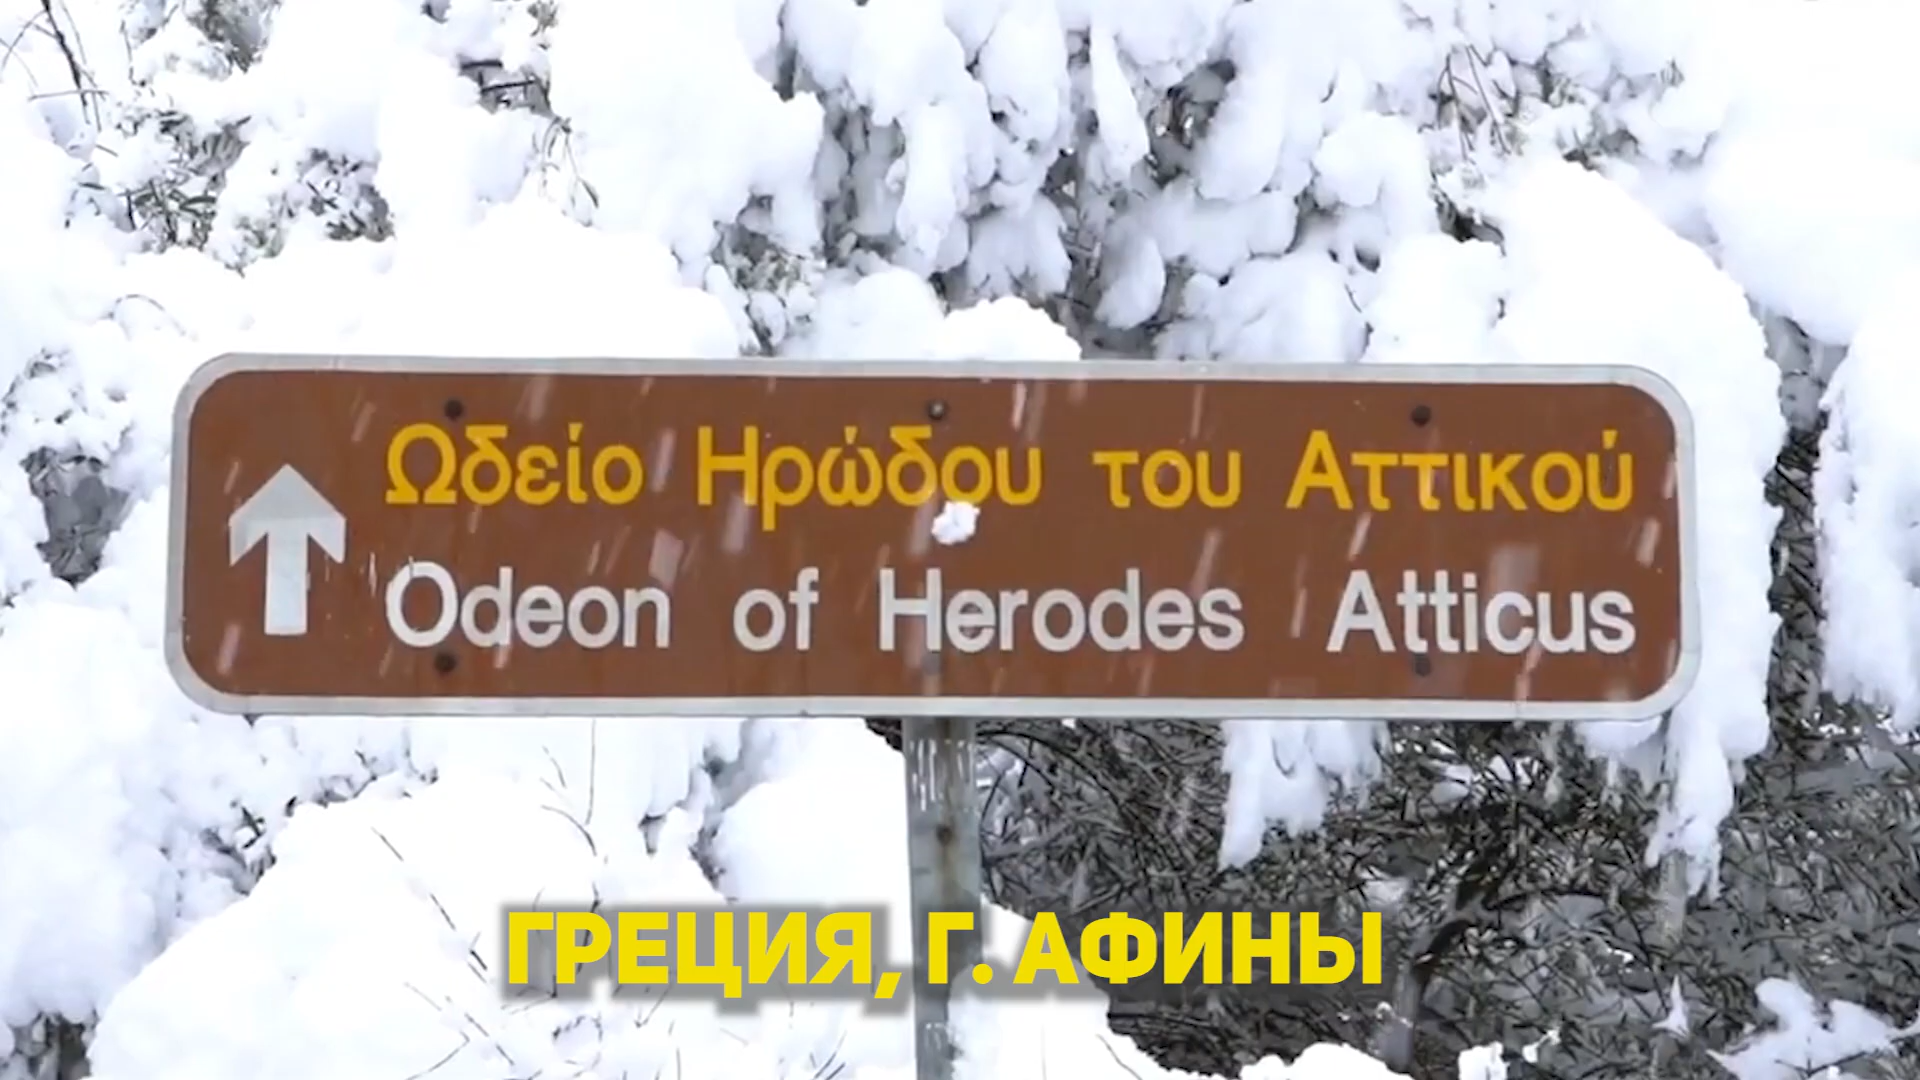 Ωδείο Ηρώδου του Αττικού
Odeon of Herodes Atticus
ГРЕЦИЯ, Г. АФИНЫ